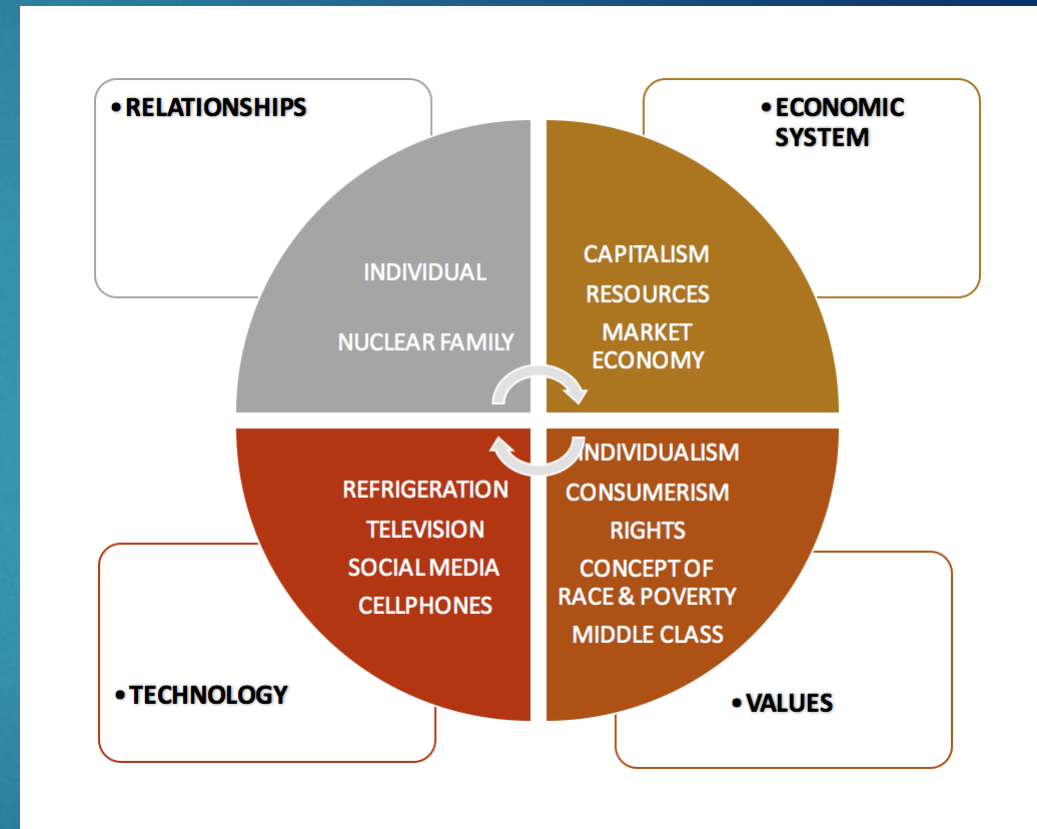 • RELATIONSHIPS
INDIVIDUAL
NUCLEAR FAMILY
• ECONOMIC
SYSTEM
CAPITALISM
RESOURCES
MARKET
ECONOMY
REFRIGERATION
TELEVISION
SOCIAL MEDIA
CELLPHONES
• TECHNOLOGY
INDIVIDUALISM
CONSUMERISM
RIGHTS
CONCEPT OF
RACE & POVERTY
MIDDLE CLASS
• VALUES